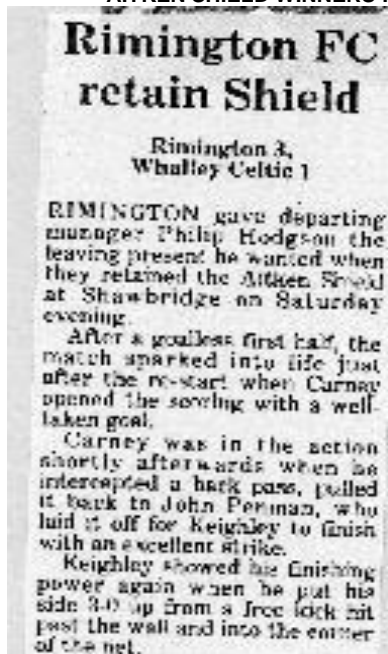 AITKEN SHIELD WINNERS
Rimington FC
retain Shield
Rimington 3,
Whalley Celtic 1
RIMINGTON gave departing
manager Philip Hodgson the
leaving present he wanted when
they retained the Aitken Shield
at Shawbridge on Saturday
evening.
After a goalless first half, the
match sparked into life just
after the re-start when Carney
opened the scoring with a well-
taken goal.
Carney was in the action
shortly afterwards when he
intercepted a back pass, pulled
it back to John Penman, who
laid it off for Keighley to finish
with an excellent strike.
Keighley showed his finishing
power again when he put his
side 3-0 up from a free kick hit
past the wall and into the corner
of the net.